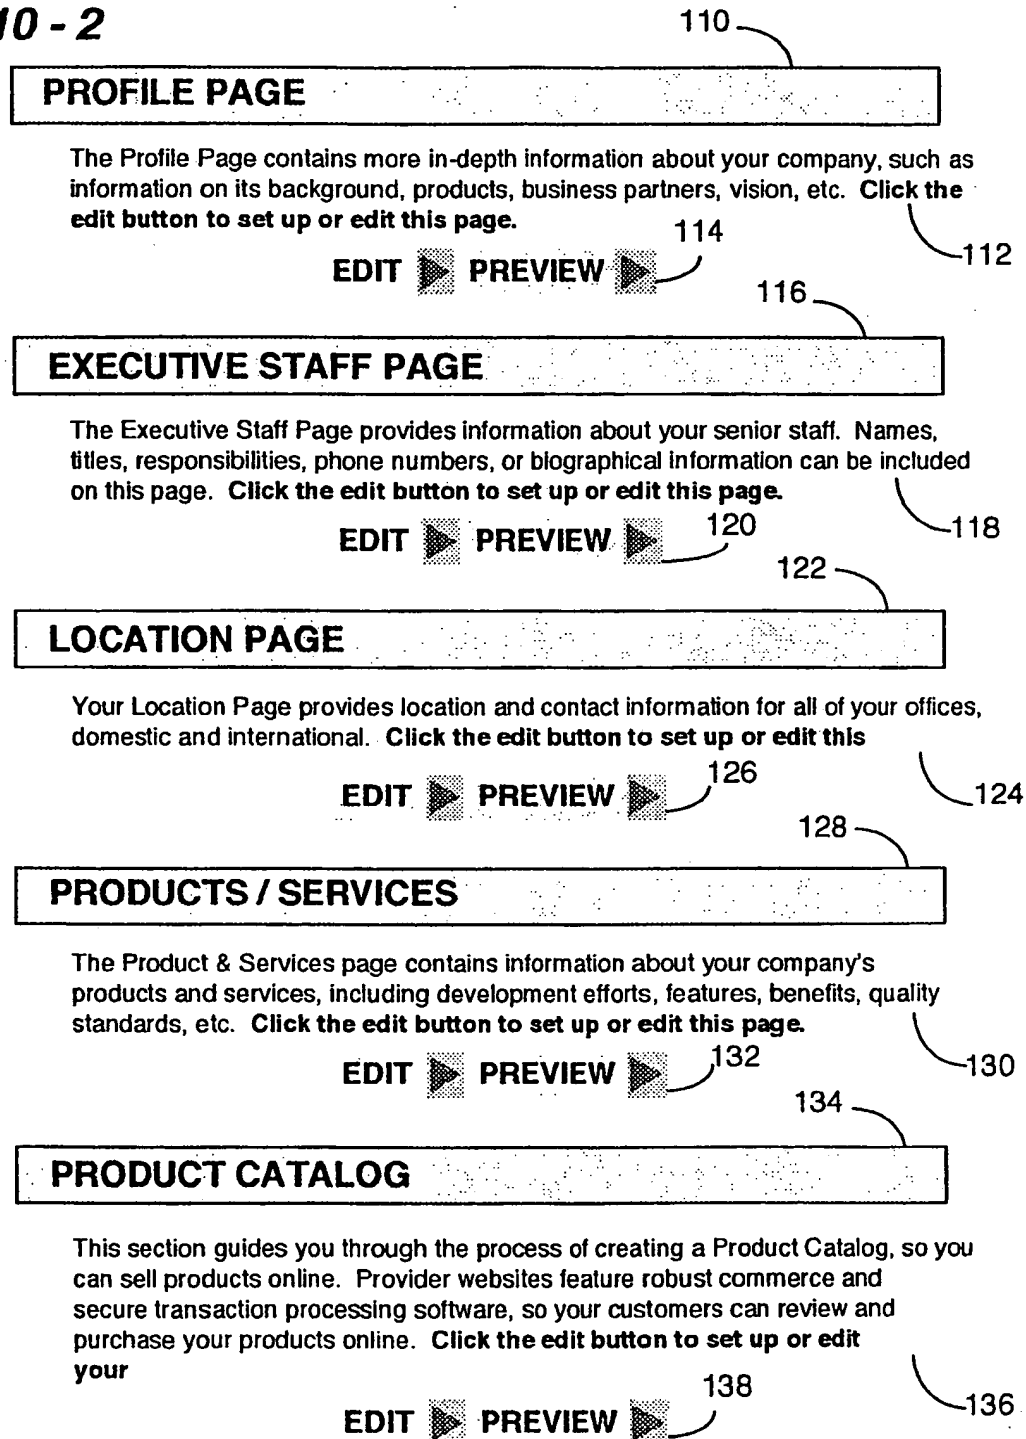 10 - 2
110
PROFILE PAGE
The Profile Page contains more in-depth information about your company, such as
information on its background, products, business partners, vision, etc. Click the
edit button to set up or edit this page.
114
112
EDIT PREVIEW
116
EXECUTIVE STAFF PAGE
The Executive Staff Page provides information about your senior staff. Names,
titles, responsibilities, phone numbers, or biographical information can be included
on this page. Click the edit button to set up or edit this page.
120
118
EDIT PREVIEW
122
LOCATION PAGE
Your Location Page provides location and contact information for all of your offices,
domestic and international. Click the edit button to set up or edit this
126
124
EDIT PREVIEW
128
PRODUCTS / SERVICES
The Product & Services page contains information about your company's
products and services, including development efforts, features, benefits, quality
standards, etc. Click the edit button to set up or edit this page.
132
130
EDIT PREVIEW
134
PRODUCT CATALOG
This section guides you through the process of creating a Product Catalog, so you
can sell products online. Provider websites feature robust commerce and
secure transaction processing software, so your customers can review and
purchase your products online. Click the edit button to set up or edit
your
138
136
EDIT PREVIEW